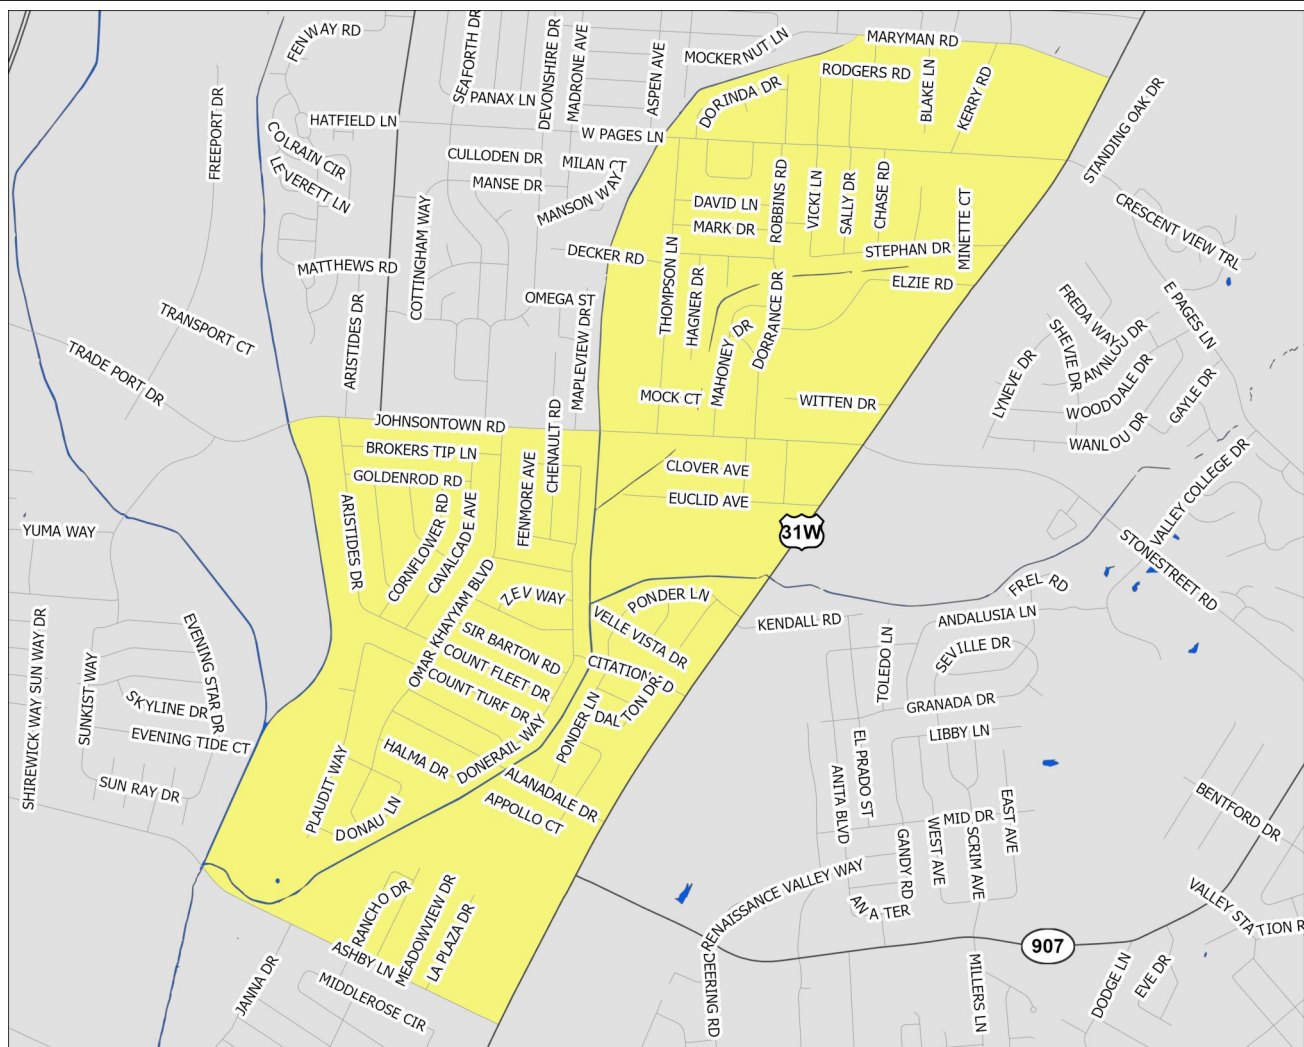 FENWAY RD
SEAFORTH DR
DEVONSHIRE DR
MADRONE AVE
ASPEN AVE
MOCKERNUT LN
MARYMAN RD
RODGERS RD
BLAKE LN
KERRY RD
DORINDA DR
FREEPORT DR
PANAX LN
HATFIELD LN
W PAGES LN
STANDING OAK DR
COLRAIN CIR
LEVERETT LN
CULLODEN DR
MILAN CT
MANSE DR
MANSON WAY
DAVID LN
MARK DR
ROBBINS RD
VICKI LN
SALLY DR
CHASE RD
MINETTE CT
CRESCENT VIEW TRL
COTTINGHAM WAY
DECKER RD
STEPHAN DR
MATTHEWS RD
THOMPSON LN
HAGNER DR
ELZIE RD
OMEGA ST
MAPLEVIEW DR
DORRANCE DR
MAHONEY DR
E PAGES LN
FREDA WAY
SHEVIE DR
ANNLOU DR
TRANSPORT CT
ARISTIDES DR
TRADE PORT DR
LYNEVE DR
WOODDALE DR
GAYLE DR
MOCK CT
WITTEN DR
JOHNSONTOWN RD
CHENAULT RD
WANLOU DR
BROKERS TIP LN
GOLDENROD RD
FENMORE AVE
CLOVER AVE
EUCLID AVE
VALLEY COLLEGE DR
ARISTIDES DR
CORNFLOWER RD
CAVALCADE AVE
31W
YUMA WAY
STONESTREET RD
OMAR KHAYYAM BLVD
ZEV WAY
PONDER LN
FREL RD
KENDALL RD
ANDALUSIA LN
VELLE VISTA DR
SIR BARTON RD
COUNT FLEET DR
COUNT TURF DR
CITATION RD
DALTON DR
TOLEDO LN
SEVILLE DR
EVENING STAR DR
SHIREWICK WAY SUN WAY DR
SUNKIST WAY
SKYLINE DR
EVENING TIDE CT
GRANADA DR
LIBBY LN
PONDER LN
DONERAIL WAY
HALMA DR
EL PRADO ST
ANITA BLVD
SUN RAY DR
PLAUDIT WAY
DONAU LN
ALANADALE DR
APPOLLO CT
MID DR
EAST AVE
WEST AVE
SCRIM AVE
GANDY RD
BENTFORD DR
RENAISSANCE VALLEY WAY
ANA TER
RANCHO DR
MEADOWVIEW DR
LA PLAZA DR
VALLEY STATION R
ASHBY LN
907
JANNA DR
MIDDLEROSE CIR
DEERING RD
MILLERS LN
DODGE LN
EVE DR